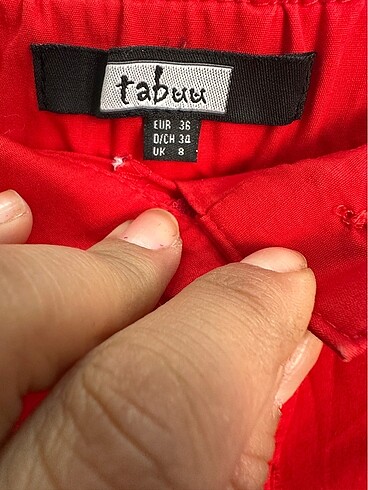 tabuu
EUR 36
D/CH 34
UK 8